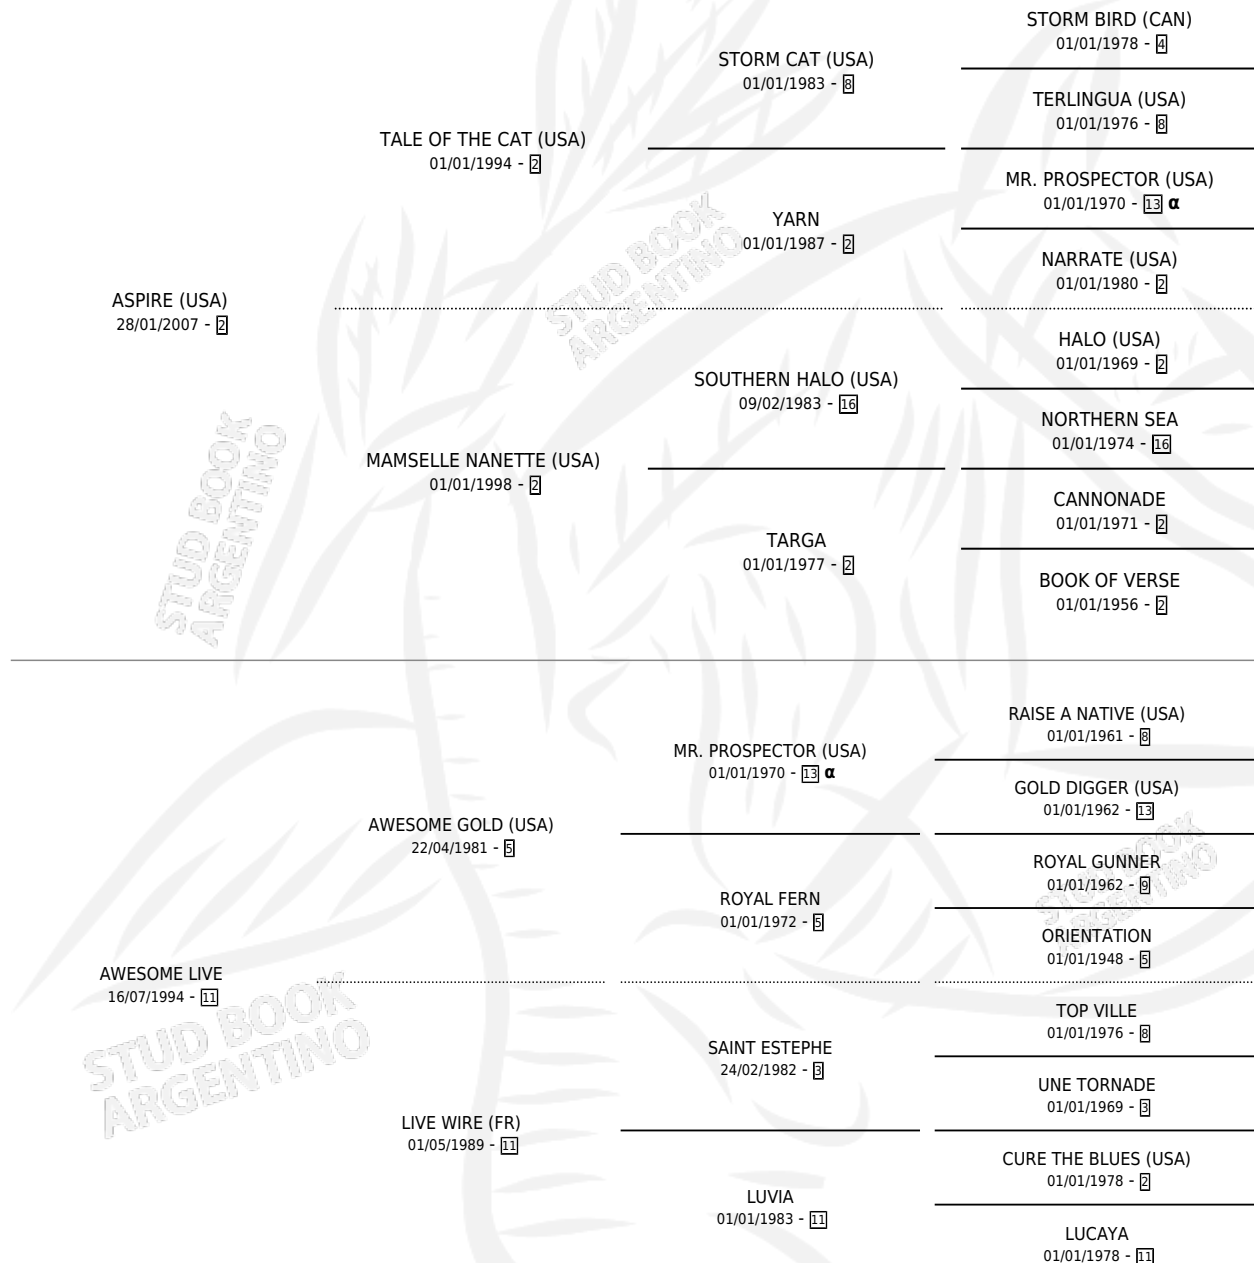 STORM BIRD (CAN)
01/01/1978 - 4
STORM CAT (USA)
01/01/1983 - 8
TERLINGUA (USA)
01/01/1976 - 8
TALE OF THE CAT (USA)
01/01/1994 - 2
MR. PROSPECTOR (USA)
01/01/1970 - 13 α
YARN
01/01/1987 - 2
NARRATE (USA)
01/01/1980 - 2
ASPIRE (USA)
28/01/2007 - 2
HALO (USA)
01/01/1969 - 2
SOUTHERN HALO (USA)
09/02/1983 - 16
NORTHERN SEA
01/01/1974 - 16
MAMSELLE NANETTE (USA)
01/01/1998 - 2
CANNONADE
01/01/1971 - 2
TARGA
01/01/1977 - 2
BOOK OF VERSE
01/01/1956 - 2
STUD BOOK
ARGENTINO
STUD BOOK
ARGENTINO
RAISE A NATIVE (USA)
01/01/1961 - 8
MR. PROSPECTOR (USA)
01/01/1970 - 13 α
GOLD DIGGER (USA)
01/01/1962 - 13
AWESOME GOLD (USA)
22/04/1981 - 5
ROYAL GUNNER
01/01/1962 - 9
ROYAL FERN
01/01/1972 - 5
ORIENTATION
01/01/1948 - 5
AWESOME LIVE
16/07/1994 - 11
TOP VILLE
01/01/1976 - 8
SAINT ESTEPHE
24/02/1982 - 3
UNE TORNADE
01/01/1969 - 3
LIVE WIRE (FR)
01/05/1989 - 11
CURE THE BLUES (USA)
01/01/1978 - 2
LUVIA
01/01/1983 - 11
LUCAYA
01/01/1978 - 11
STUD BOOK
ARGENTINO
STUD BOOK
ARGENTINO